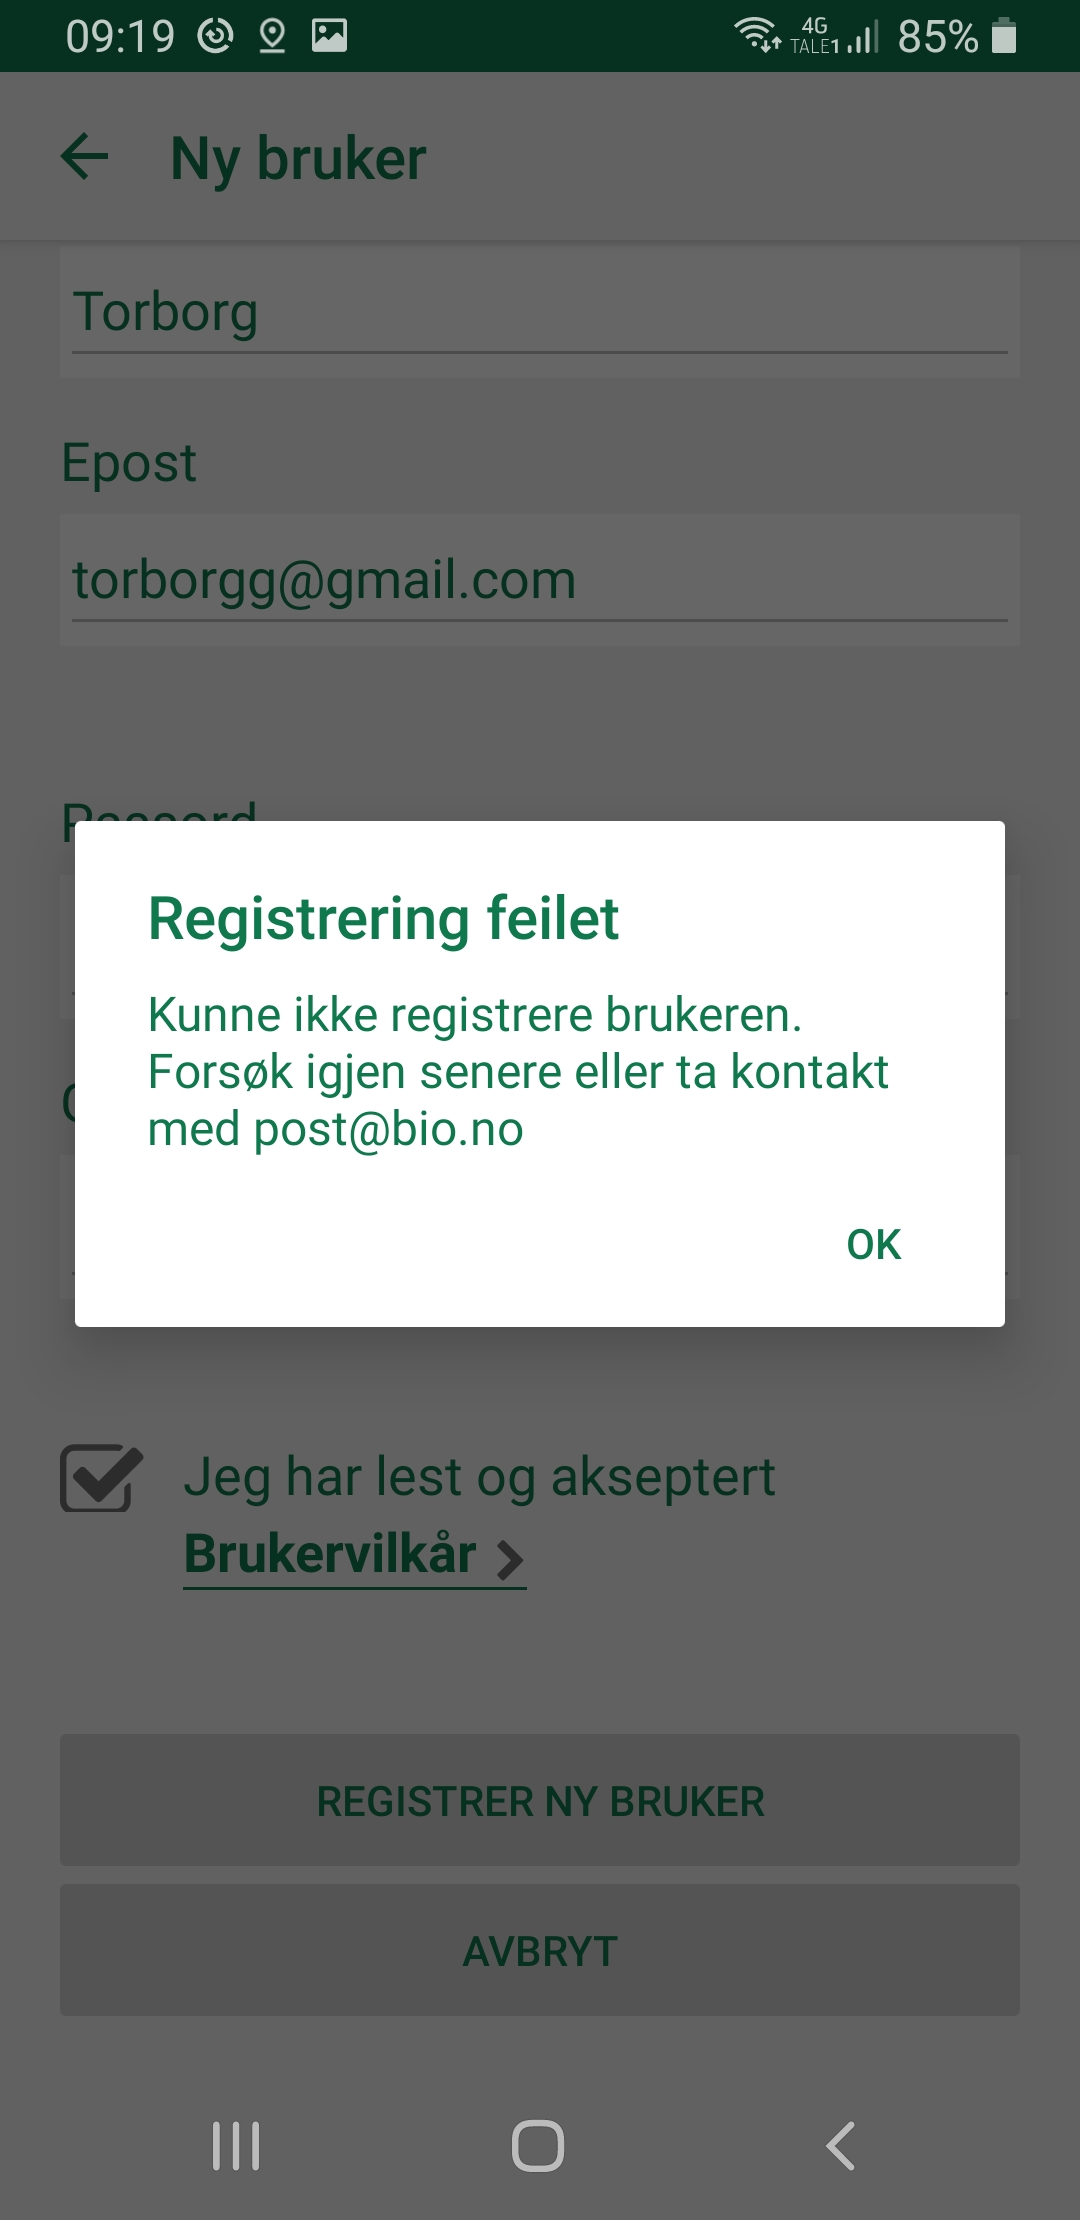 09:19
4G
TALE1
85%
Ny bruker
Torborg
Epost
torborgg@gmail.com
Passord
Registrering feilet
Kunne ikke registrere brukeren.
Forsøk igjen senere eller ta kontakt
med post@bio.no
OK
Jeg har lest og akseptert
Brukervilkår
REGISTRER NY BRUKER
AVBRYT